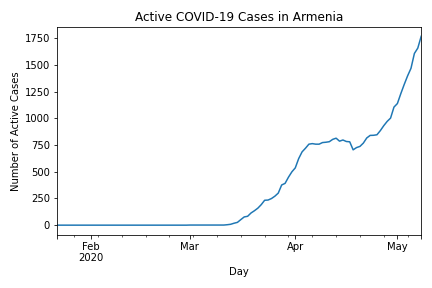 Active COVID-19 Cases in Armenia
Number of Active Cases
1750
1500
1250
1000
750
500
250
0
Feb
2020
Mar
Apr
May
Day